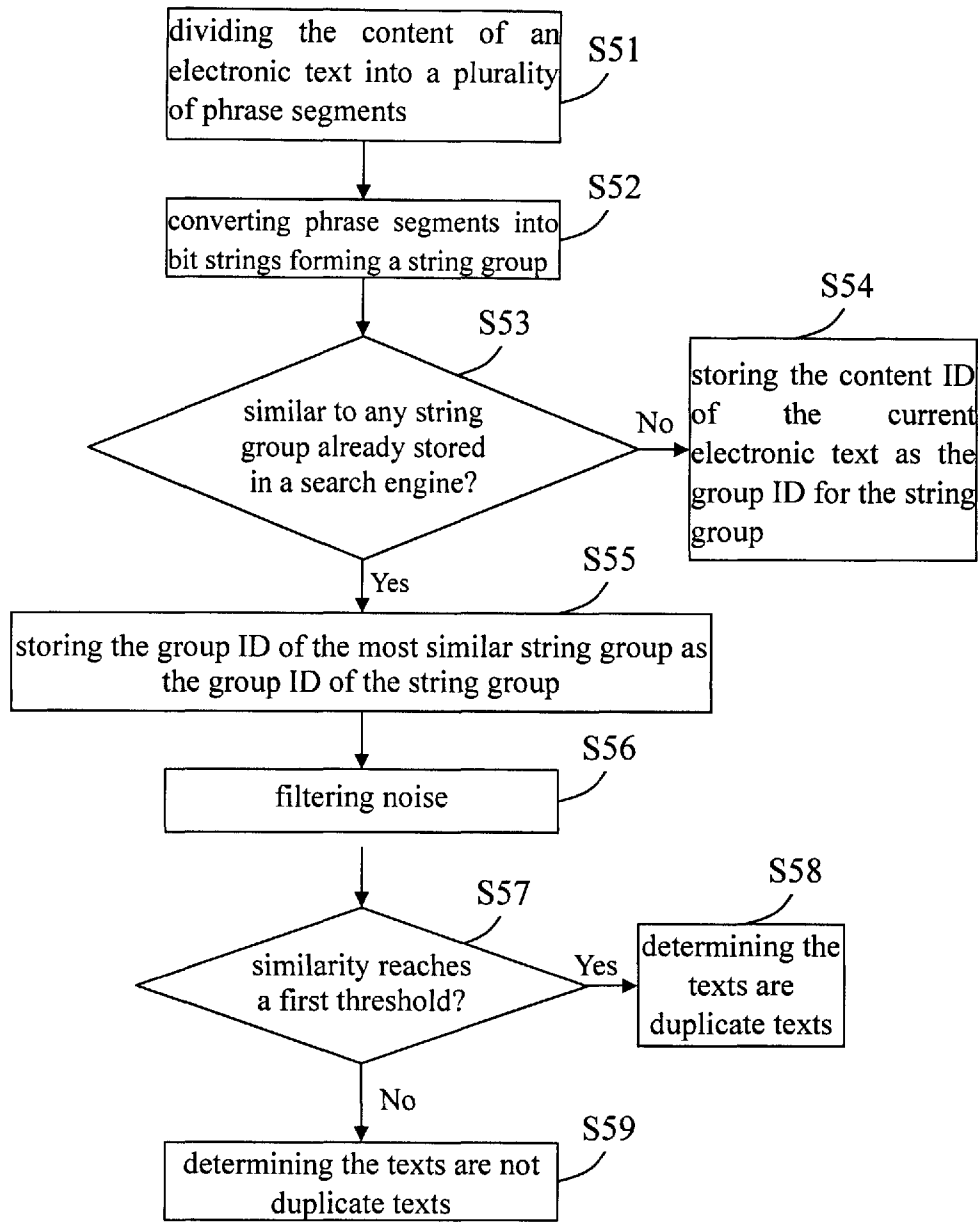 dividing the content of an
electronic text into a plurality
of phrase segments
S51
converting phrase segments into
bit strings forming a string group
S52
similar to any string
group already stored
in a search engine?
S53
No
storing the content ID
of the current
electronic text as the
group ID for the string
group
S54
Yes
storing the group ID of the most similar string group as
the group ID of the string group
S55
filtering noise
S56
similarity reaches
a first threshold?
S57
Yes
determining the
texts are
duplicate texts
S58
No
determining the texts are not
duplicate texts
S59